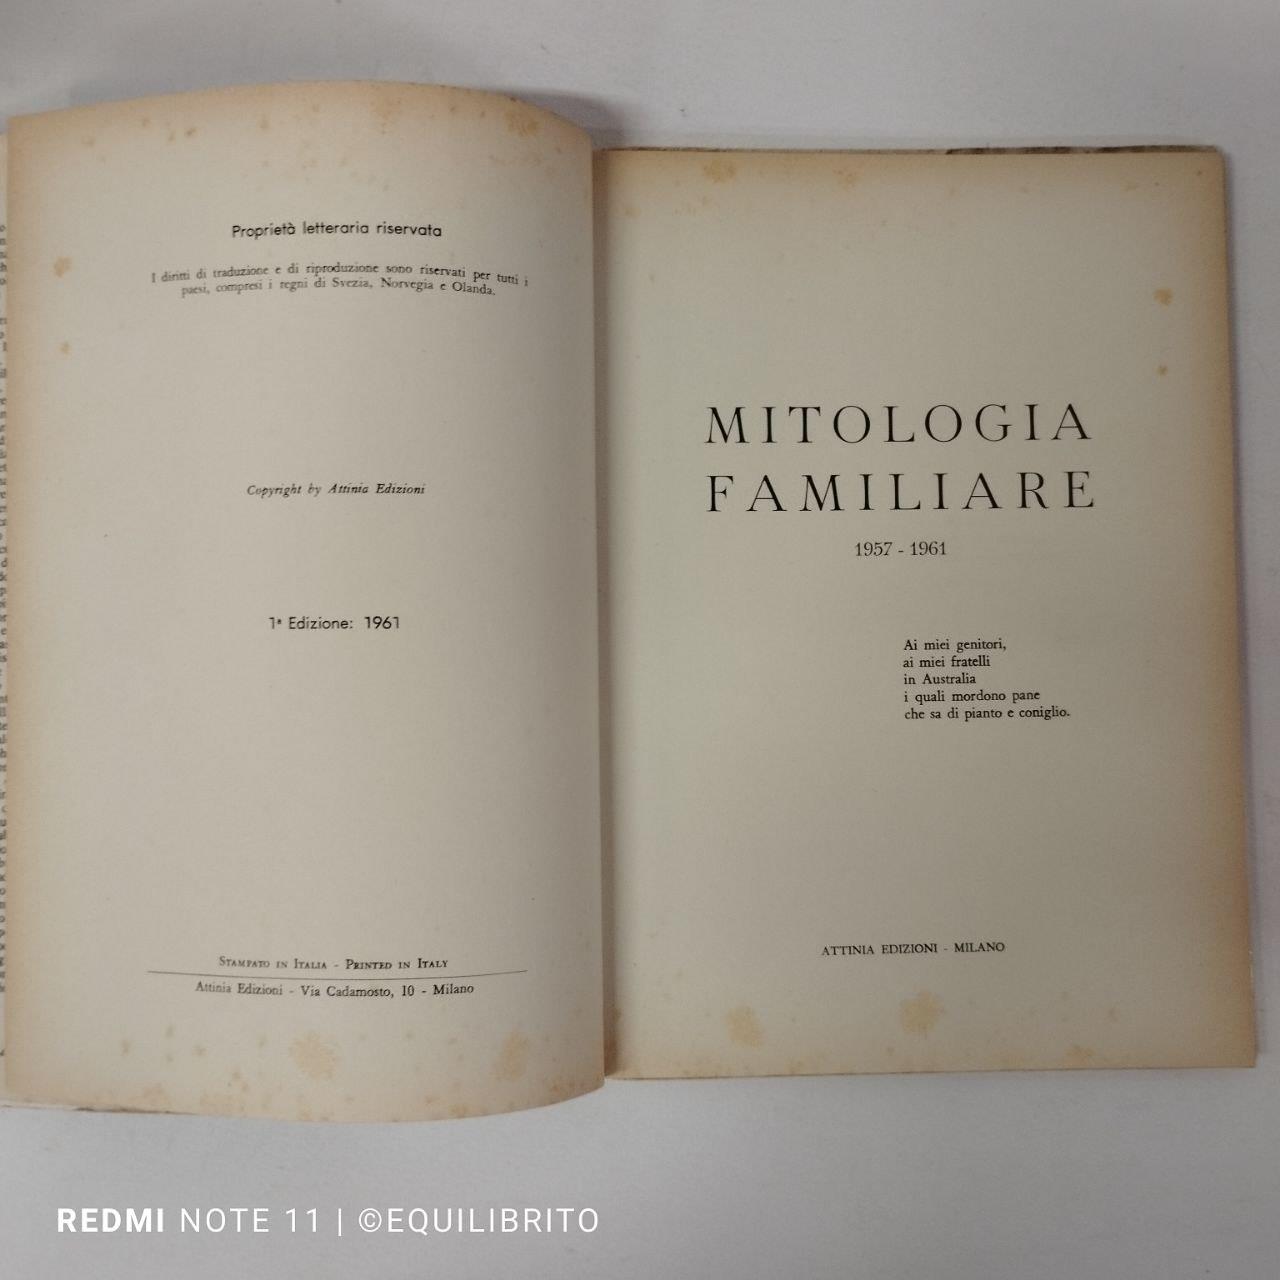 Proprietà letteraria riservata
I diritti di traduzione e di riproduzione sono riservati per tutti i
paesi, compresi i regni di Svezia, Norvegia e Olanda.
Copyright by Attinia Edizioni
1ª Edizione: 1961
STAMPATO IN ITALIA - PRINTED IN ITALY
Attinia Edizioni - Via Cadamosto, 10 - Milano
MITOLOGIA
FAMILIARE
1957 - 1961
Ai miei genitori,
ai miei fratelli
in Australia
i quali mordono pane
che sa di pianto e coniglio.
ATTINIA EDIZIONI - MILANO
REDMI NOTE 11 | ©EQUILIBRITO